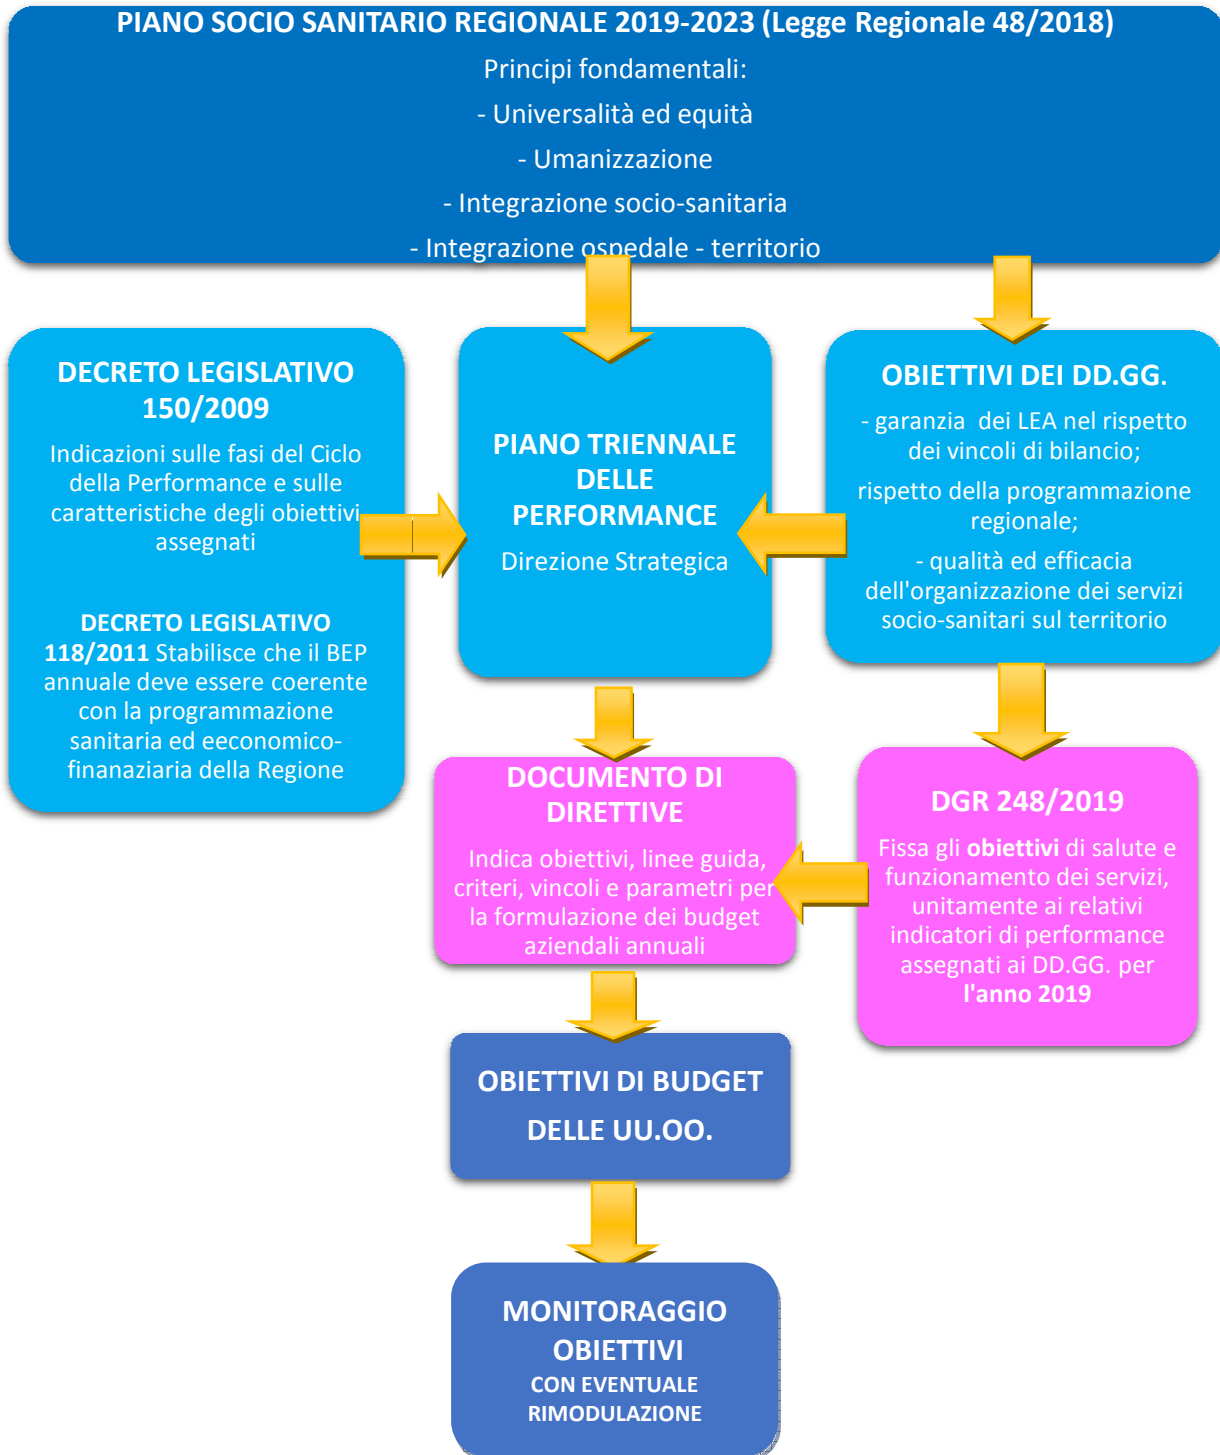 PIANO SOCIO SANITARIO REGIONALE 2019-2023 (Legge Regionale 48/2018)
Principi fondamentali:
- Universalità ed equità
- Umanizzazione
- Integrazione socio-sanitaria
- Integrazione ospedale - territorio
DECRETO LEGISLATIVO
150/2009
Indicazioni sulle fasi del Ciclo
della Performance e sulle
caratteristiche degli obiettivi
assegnati
DECRETO LEGISLATIVO
118/2011 Stabilisce che il BEP
annuale deve essere coerente
con la programmazione
sanitaria ed eeconomico-
finanaziaria della Regione
PIANO TRIENNALE
DELLE
PERFORMANCE
Direzione Strategica
OBIETTIVI DEI DD.GG.
- garanzia dei LEA nel rispetto
dei vincoli di bilancio;
rispetto della programmazione
regionale;
- qualità ed efficacia
dell'organizzazione dei servizi
socio-sanitari sul territorio
DOCUMENTO DI
DIRETTIVE
Indica obiettivi, linee guida,
criteri, vincoli e parametri per
la formulazione dei budget
aziendali annuali
DGR 248/2019
Fissa gli obiettivi di salute e
funzionamento dei servizi,
unitamente ai relativi
indicatori di performance
assegnati ai DD.GG. per
l'anno 2019
OBIETTIVI DI BUDGET
DELLE UU.OO.
MONITORAGGIO
OBIETTIVI
CON EVENTUALE
RIMODULAZIONE